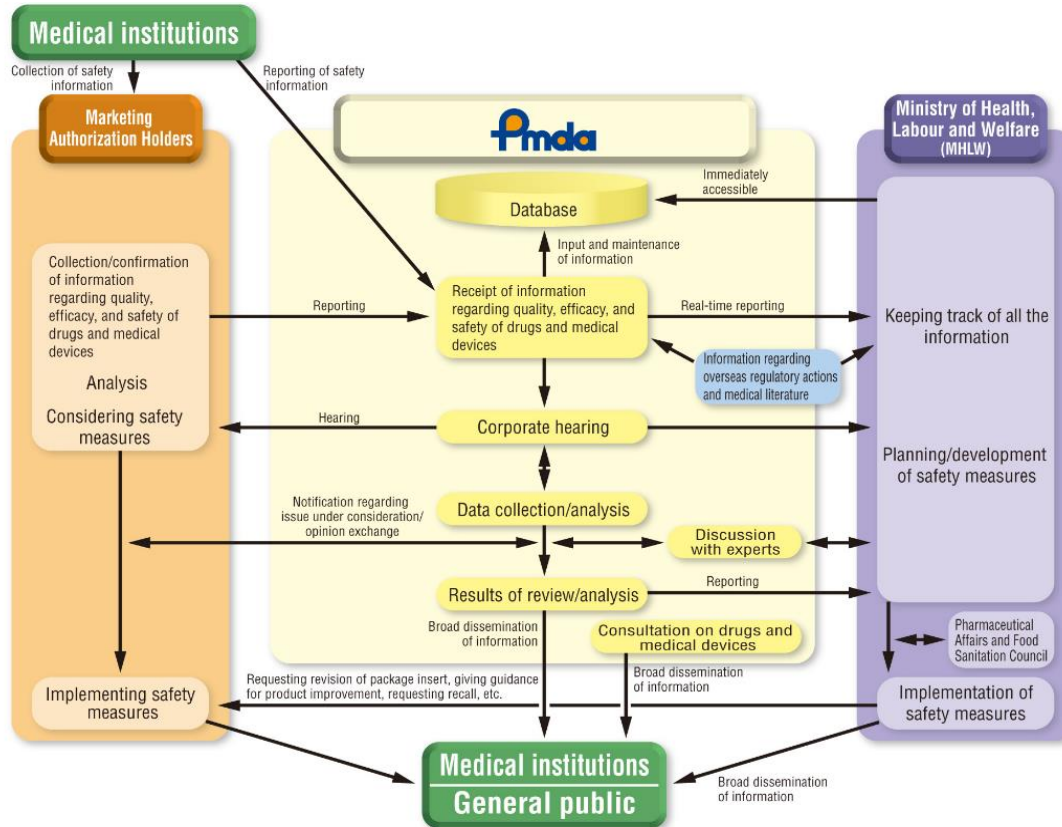 Medical institutions
Collection of safety
information
Reporting of safety
information
Marketing
Authorization Holders
Pmda
Ministry of Health,
Labour and Welfare
(MHLW)
Immediately
accessible
Database
Input and maintenance
of information
Collection/confirmation
of information
regarding quality,
efficacy, and safety of
drugs and medical
devices
Analysis
Considering safety
measures
Reporting
Receipt of information
regarding quality, efficacy, and
safety of drugs and medical
devices
Real-time reporting
Keeping track of all the
information
Information regarding
overseas regulatory actions
and medical literature
Hearing
Corporate hearing
Planning/development
of safety measures
Notification regarding
issue under consideration/
opinion exchange
Data collection/analysis
Discussion
with experts
Results of review/analysis
Reporting
Broad dissemination
of information
Consultation on drugs and
medical devices
Pharmaceutical
Affairs and Food
Sanitation Council
Requesting revision of package insert, giving guidance
for product improvement, requesting recall, etc.
Broad dissemination
of information
Implementing safety
measures
Implementation of
safety measures
Medical institutions
General public
Broad dissemination
of information